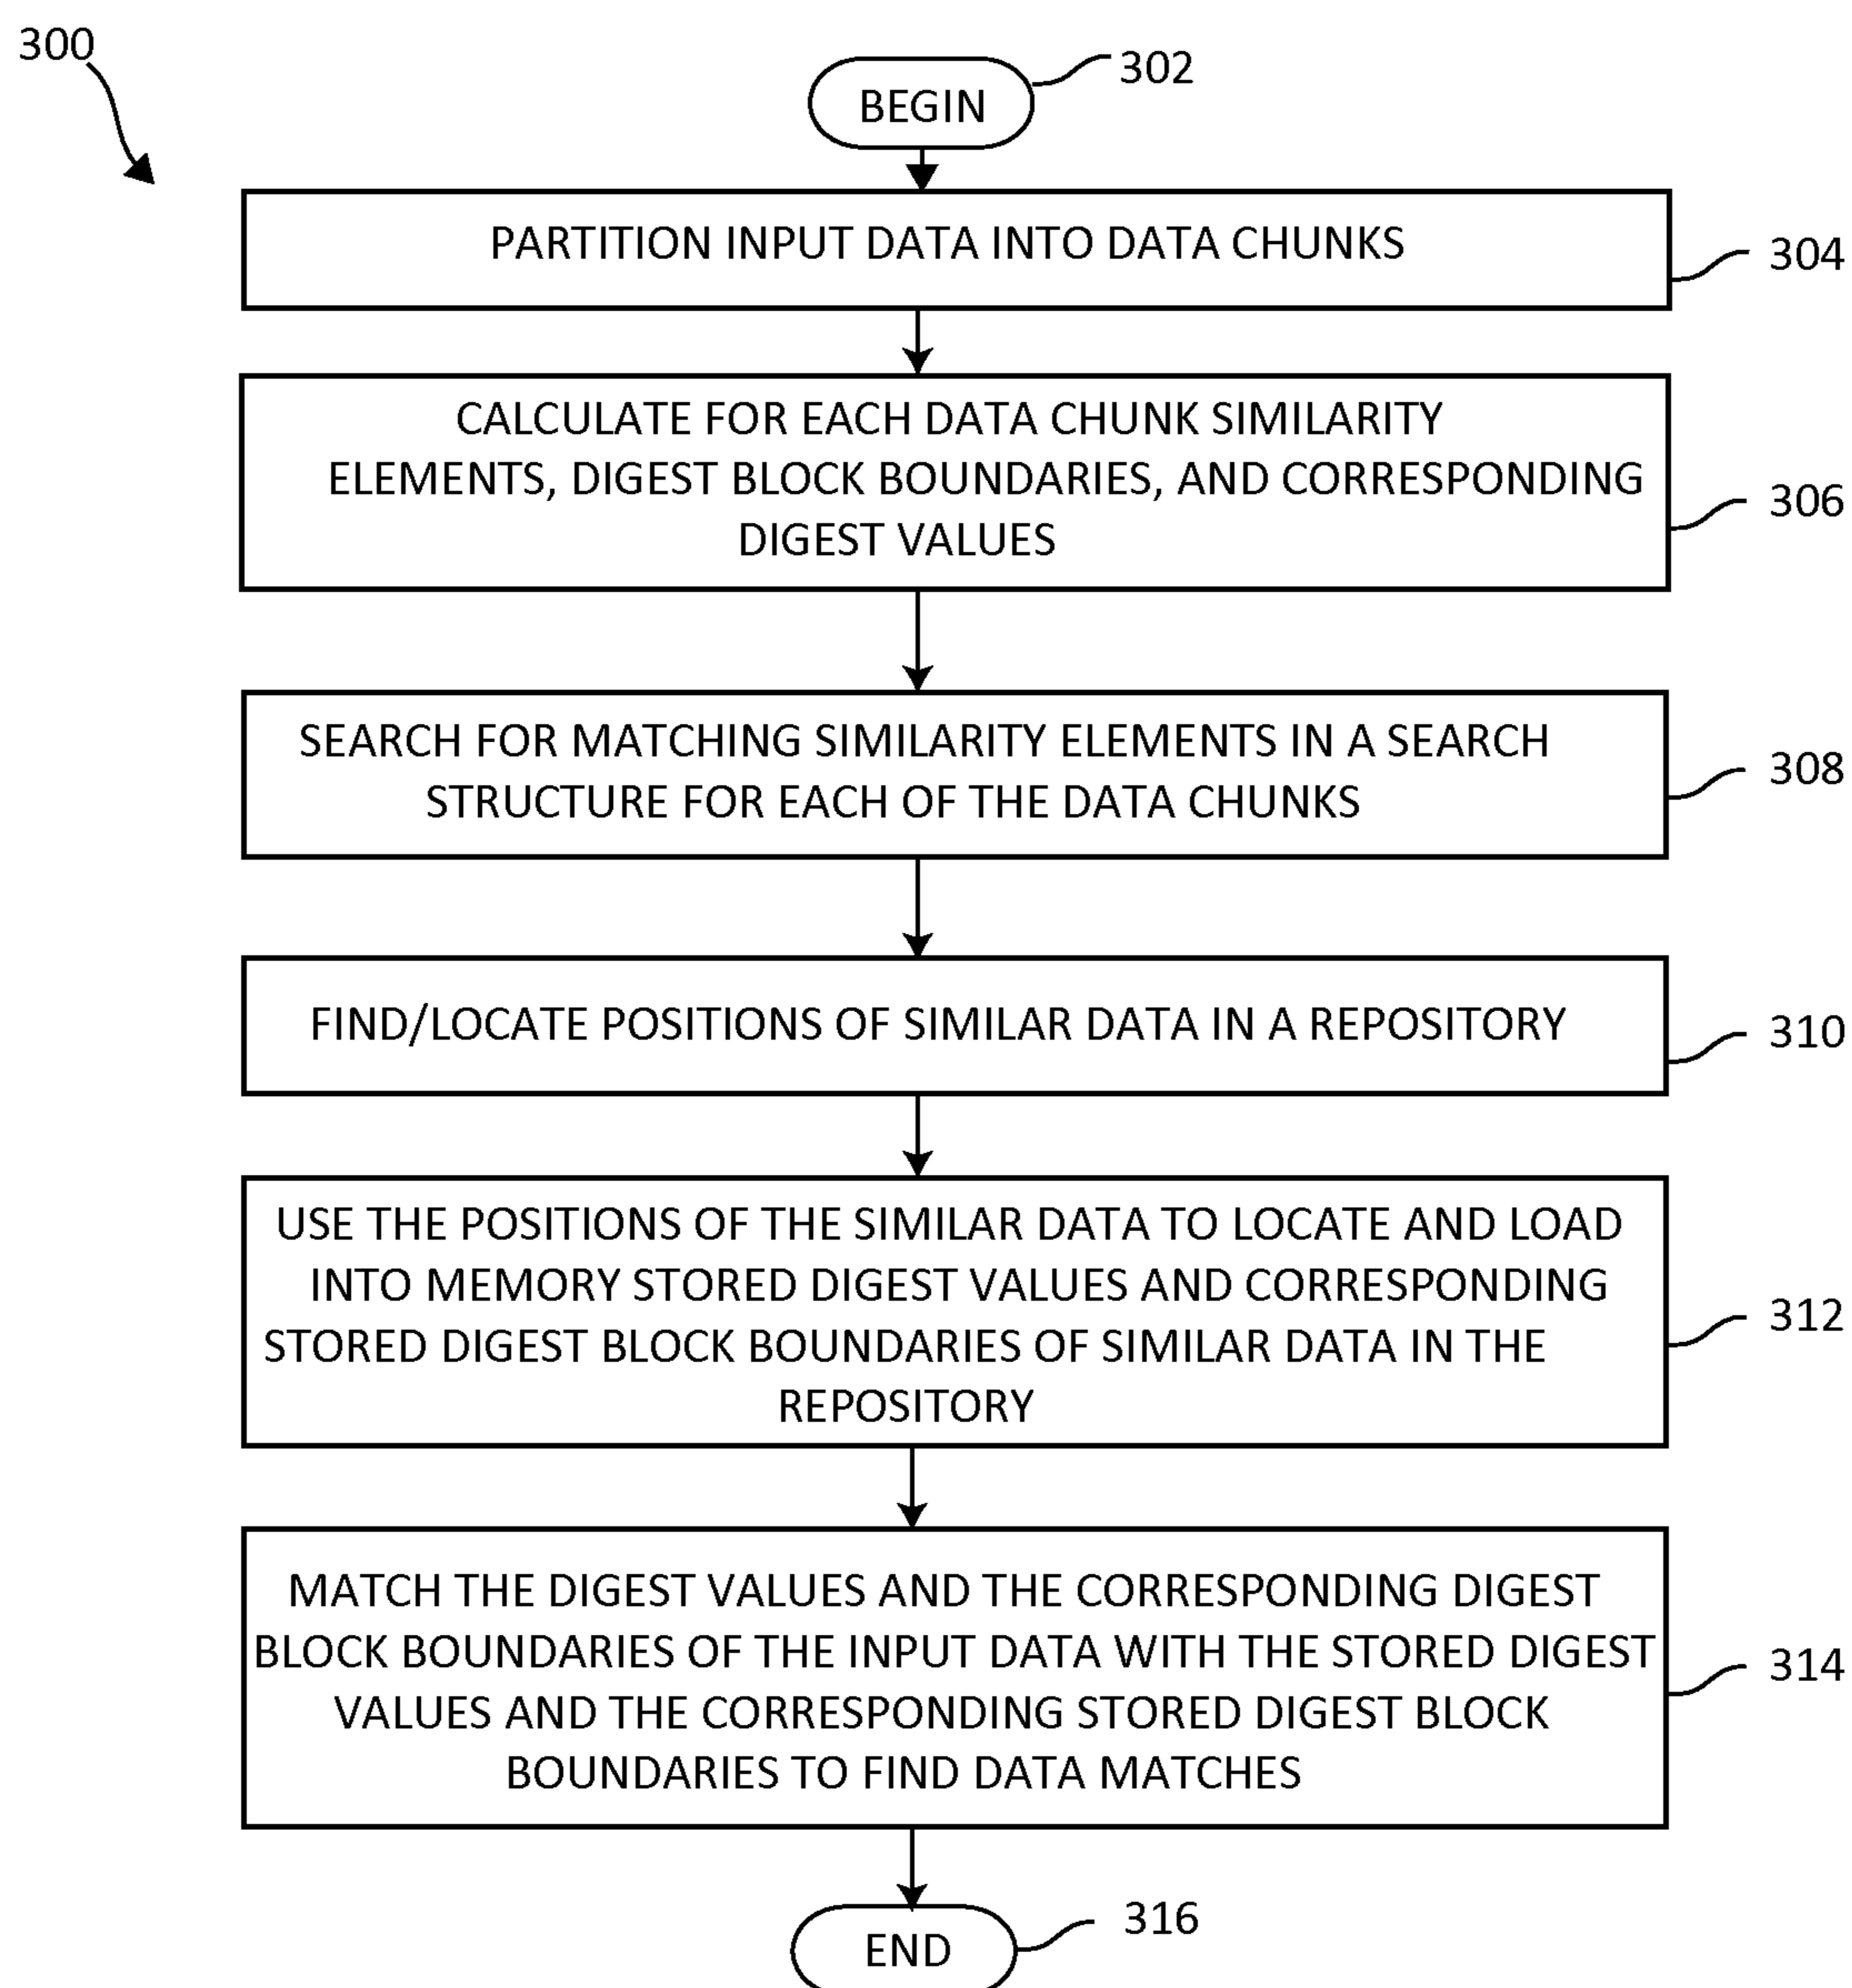 300
302
BEGIN
PARTITION INPUT DATA INTO DATA CHUNKS
304
CALCULATE FOR EACH DATA CHUNK SIMILARITY
ELEMENTS, DIGEST BLOCK BOUNDARIES, AND CORRESPONDING
DIGEST VALUES
306
SEARCH FOR MATCHING SIMILARITY ELEMENTS IN A SEARCH
STRUCTURE FOR EACH OF THE DATA CHUNKS
308
FIND/LOCATE POSITIONS OF SIMILAR DATA IN A REPOSITORY
310
USE THE POSITIONS OF THE SIMILAR DATA TO LOCATE AND LOAD
INTO MEMORY STORED DIGEST VALUES AND CORRESPONDING
STORED DIGEST BLOCK BOUNDARIES OF SIMILAR DATA IN THE
REPOSITORY
312
MATCH THE DIGEST VALUES AND THE CORRESPONDING DIGEST
BLOCK BOUNDARIES OF THE INPUT DATA WITH THE STORED DIGEST
VALUES AND THE CORRESPONDING STORED DIGEST BLOCK
BOUNDARIES TO FIND DATA MATCHES
314
316
END